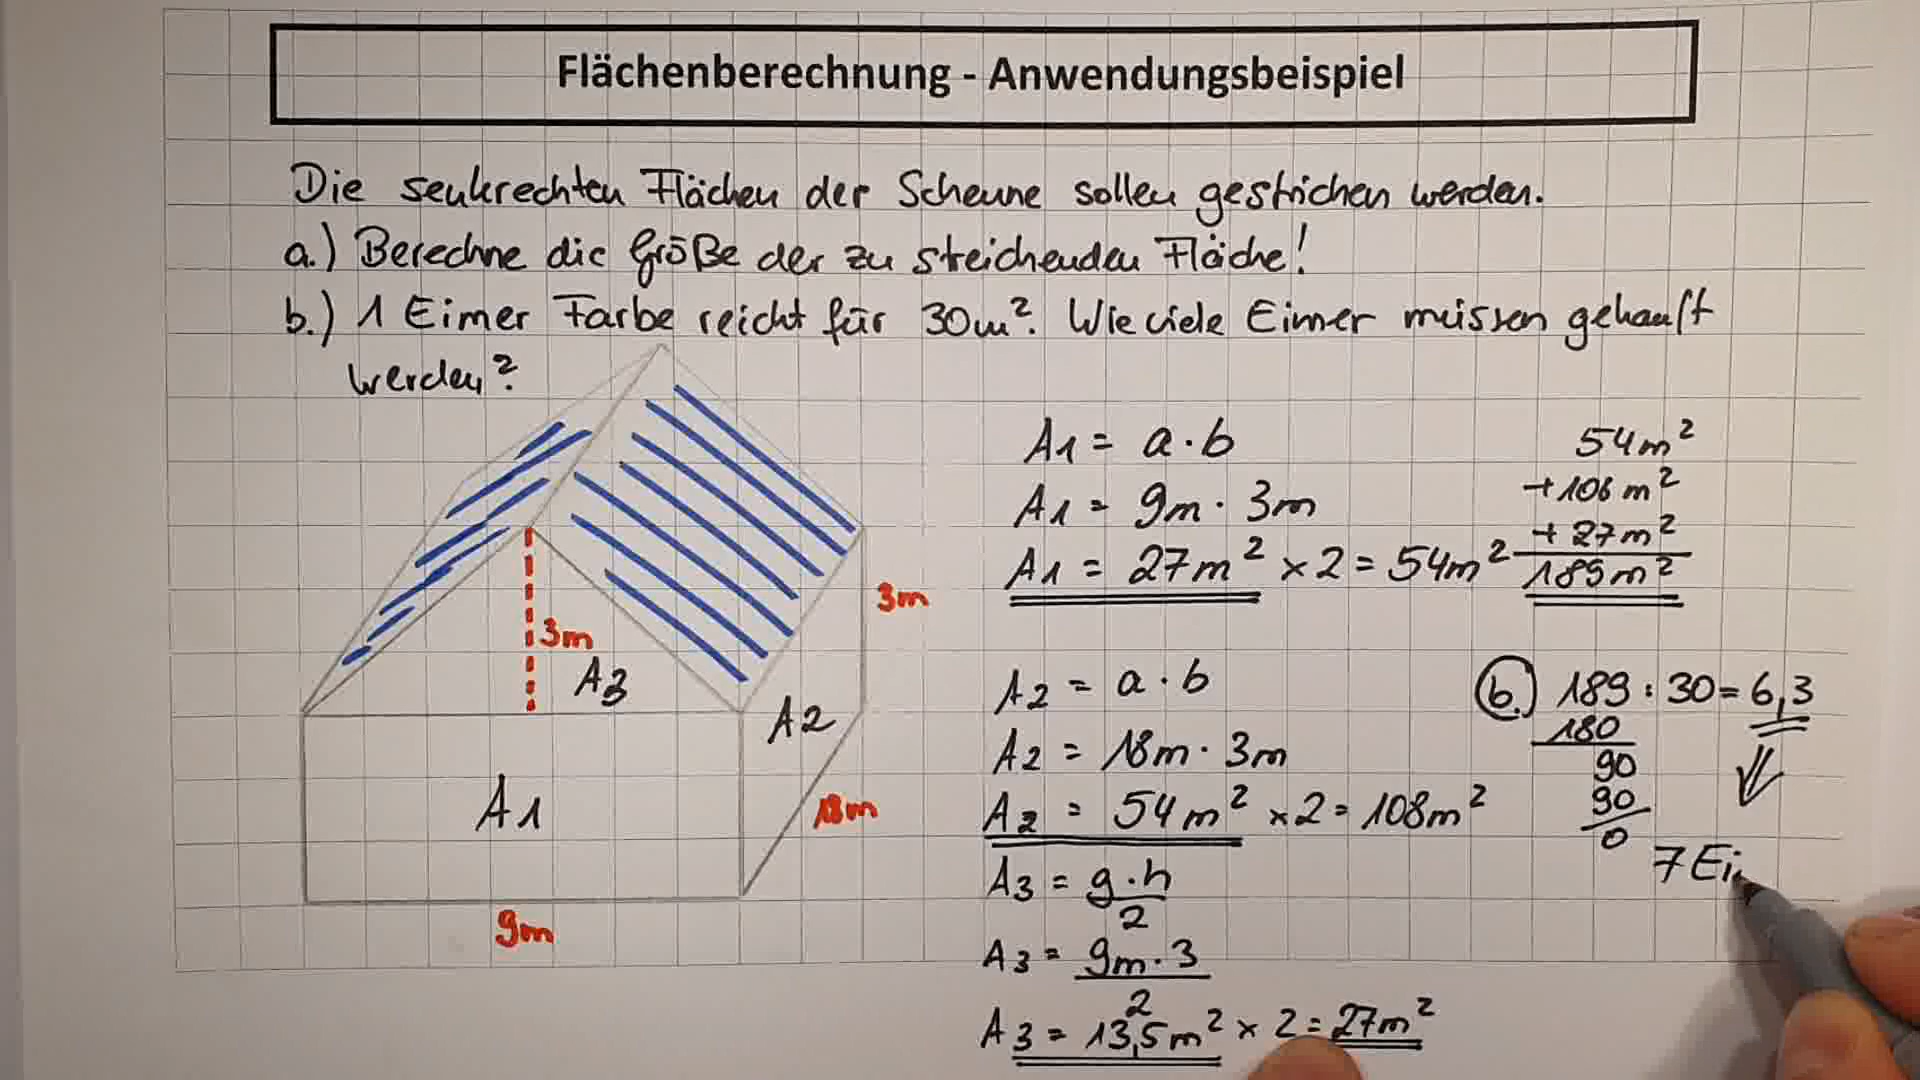 Flächenberechnung - Anwendungsbeispiel
Die senkrechten Flächen der Scheune sollen gestrichen werden.
a.) Berechne die Größe der zu streichenden Fläche!
b.) 1 Eimer Farbe reicht für 30m². Wieviele Eimer müssen gekauft
werden?
3m
3m
A3
A2
A1
18m
9m
A1 = a · b
A1 = 9m · 3m
A1 = 27m² x 2 = 54m²
A2 = a · b
A2 = 18m · 3m
A2 = 54m² x 2 = 108m²
A3 = g · h
2
A3 = 9m · 3
2
A3 = 13,5m² x 2 = 27m²
54m²
+108m²
+27m²
189m²
b.) 189 : 30 = 6,3
180
90
90
0
7 Ei